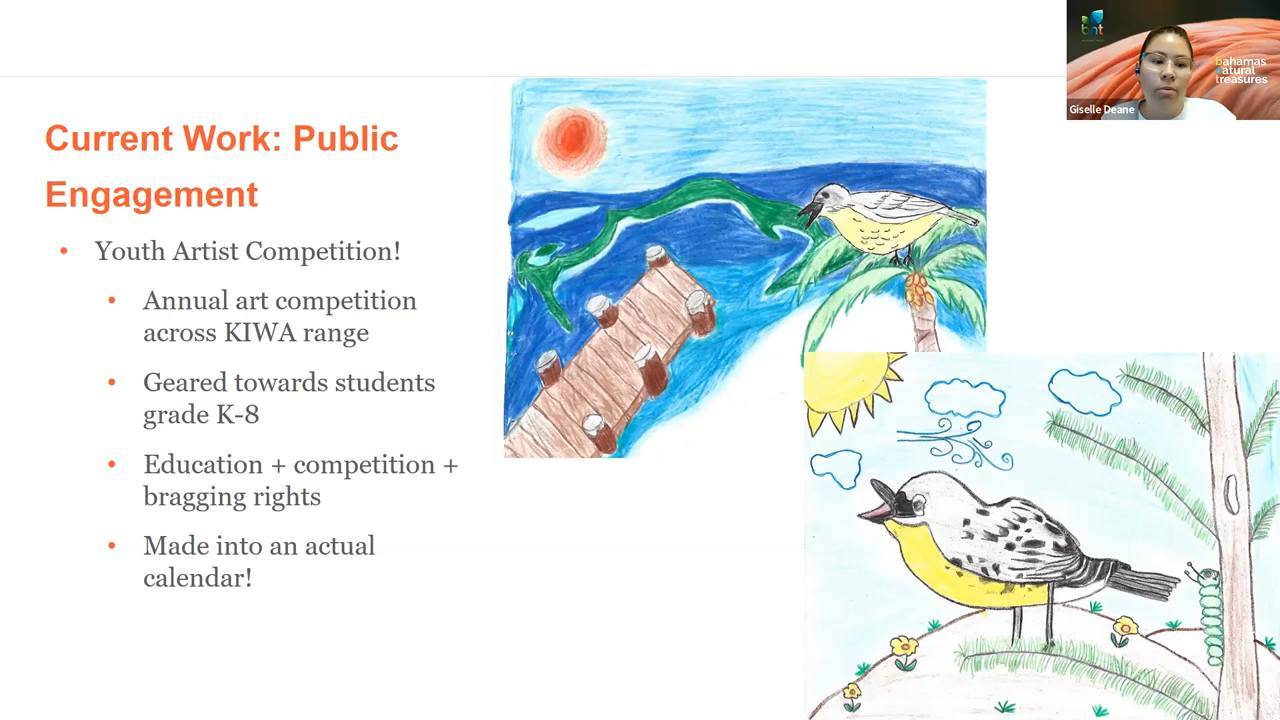 Current Work: Public
Engagement
• Youth Artist Competition!
• Annual art competition
across KIWA range
• Geared towards students
grade K-8
• Education + competition +
bragging rights
• Made into an actual
calendar!
bnt
bahamas
natural
treasures
Giselle Deane